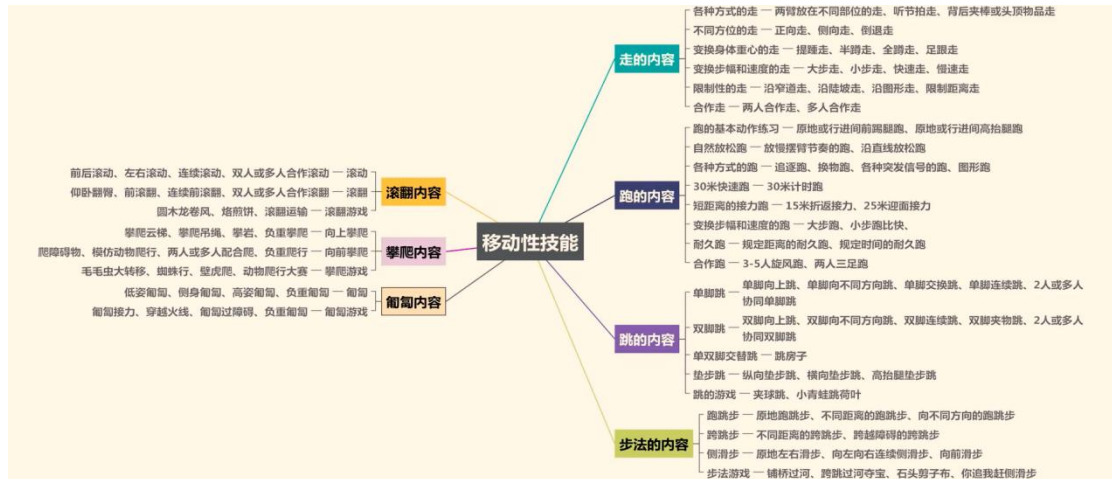 移动性技能
走的内容
各种方式的走 — 两臂放在不同部位的走、听节拍走、背后夹棒或头顶物品走
不同方位的走 — 正向走、侧向走、倒退走
变换身体重心的走 — 提踵走、半蹲走、全蹲走、足跟走
变换步幅和速度的走 — 大步走、小步走、快速走、慢速走
限制性的走 — 沿窄道走、沿陡坡走、沿图形走、限制距离走
合作走 — 两人合作走、多人合作走
跑的内容
跑的基本动作练习 — 原地或行进间前踢腿跑、原地或行进间高抬腿跑
自然放松跑 — 放慢摆臂节奏的跑、沿直线放松跑
各种方式的跑 — 追逐跑、换物跑、各种突发信号的跑、图形跑
30米快速跑 — 30米计时跑
短距离的接力跑 — 15米折返接力、25米迎面接力
变换步幅和速度的跑 — 大步跑、小步跑比快、
耐久跑 — 规定距离的耐久跑、规定时间的耐久跑
合作跑 — 3-5人旋风跑、两人三足跑
跳的内容
单脚跳 — 单脚向上跳、单脚向不同方向跳、单脚交换跳、单脚连续跳、2人或多人
协同单脚跳
双脚跳 — 双脚向上跳、双脚向不同方向跳、双脚连续跳、双脚夹物跳、2人或多人
协同双脚跳
单双脚交替跳 — 跳房子
垫步跳 — 纵向垫步跳、横向垫步跳、高抬腿垫步跳
跳的游戏 — 夹球跳、小青蛙跳荷叶
步法的内容
跑跳步 — 原地跑跳步、不同距离的跑跳步、向不同方向的跑跳步
跨跳步 — 不同距离的跨跳步、跨越障碍的跨跳步
侧滑步 — 原地左右滑步、向左向右连续侧滑步、向前滑步
步法游戏 — 铺桥过河、跨跳过河夺宝、石头剪子布、你追我赶侧滑步
滚翻内容
前后滚动、左右滚动、连续滚动、双人或多人合作滚动 — 滚动
仰卧翻臀、前滚翻、连续前滚翻、双人或多人合作滚翻 — 滚翻
圆木龙卷风、烙煎饼、滚翻运输 — 滚翻游戏
攀爬内容
攀爬云梯、攀爬吊绳、攀岩、负重攀爬 — 向上攀爬
爬障碍物、模仿动物爬行、两人或多人配合爬、负重爬行 — 向前攀爬
毛毛虫大转移、蜘蛛行、壁虎爬、动物爬行大赛 — 攀爬游戏
匍匐内容
低姿匍匐、侧身匍匐、高姿匍匐、负重匍匐 — 匍匐
匍匐接力、穿越火线、匍匐过障碍、负重匍匐 — 匍匐游戏